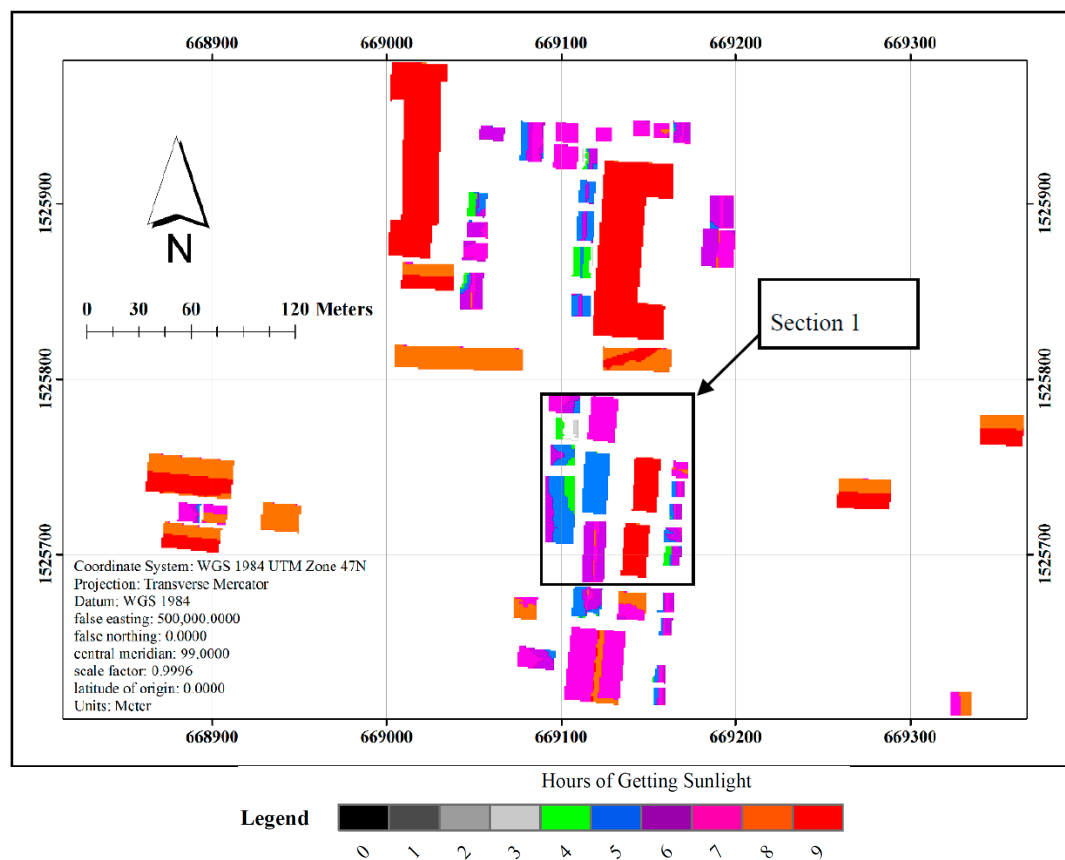 668900 669000 669100 669200 669300
1525900 1525900
N
0 30 60 120 Meters
Section 1
1525800 1525800
1525700 1525700
Coordinate System: WGS 1984 UTM Zone 47N
Projection: Transverse Mercator
Datum: WGS 1984
false easting: 500,000.0000
false northing: 0.0000
central meridian: 99.0000
scale factor: 0.9996
latitude of origin: 0.0000
Units: Meter
668900 669000 669100 669200 669300
Hours of Getting Sunlight
Legend
0 1 2 3 4 5 6 7 8 9